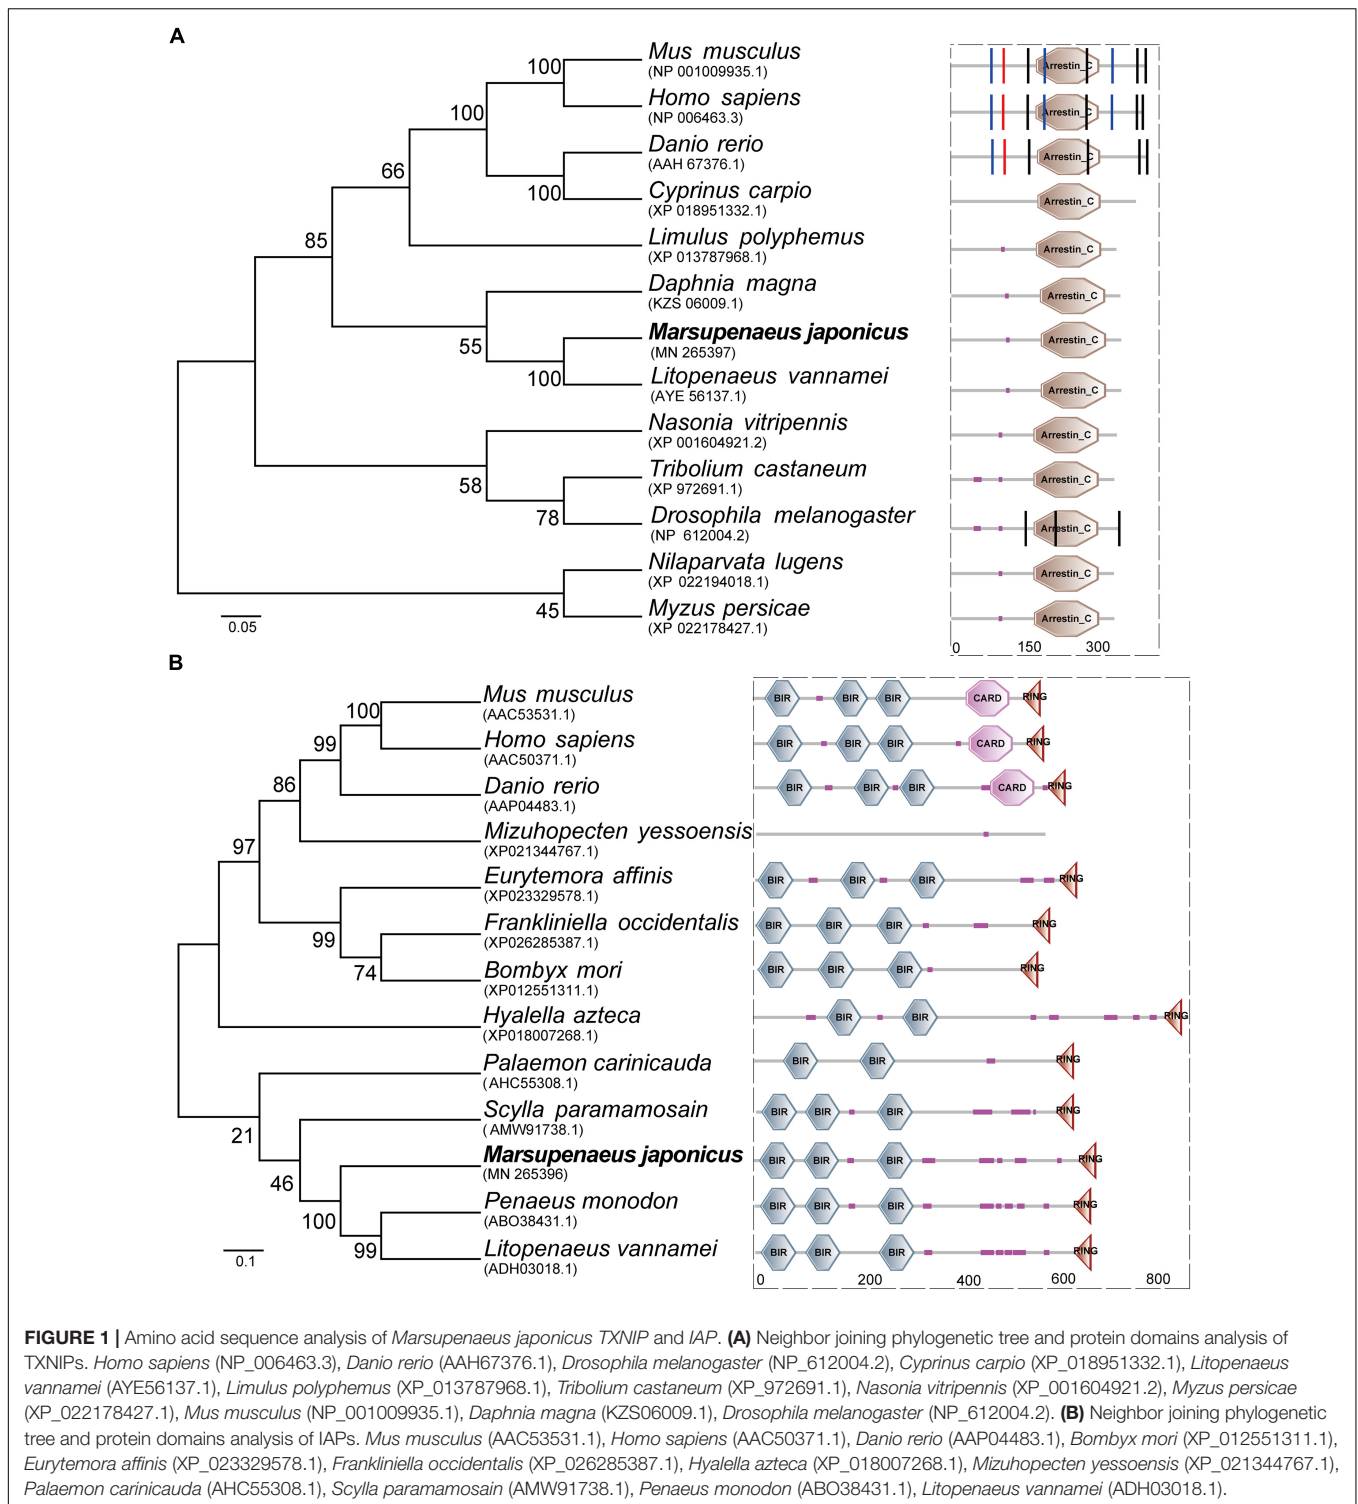 A
Mus musculus
(NP 001009935.1)
Homo sapiens
(NP 006463.3)
Danio rerio
(AAH 67376.1)
Cyprinus carpio
(XP 018951332.1)
Limulus polyphemus
(XP 013787968.1)
Daphnia magna
(KZS 06009.1)
Marsupenaeus japonicus
(MN 265397)
Litopenaeus vannamei
(AYE 56137.1)
Nasonia vitripennis
(XP 001604921.2)
Tribolium castaneum
(XP 972691.1)
Drosophila melanogaster
(NP 612004.2)
Nilaparvata lugens
(XP 022194018.1)
Myzus persicae
(XP 022178427.1)
100
100
100
66
85
55
100
58
78
45
0.05
Arrestin_C
Arrestin_C
Arrestin_C
Arrestin_C
Arrestin_C
Arrestin_C
Arrestin_C
Arrestin_C
Arrestin_C
Arrestin_C
Arrestin_C
Arrestin_C
Arrestin_C
0 150 300
B
Mus musculus
(AAC53531.1)
Homo sapiens
(AAC50371.1)
Danio rerio
(AAP04483.1)
Mizuhopecten yessoensis
(XP021344767.1)
Eurytemora affinis
(XP023329578.1)
Frankliniella occidentalis
(XP026285387.1)
Bombyx mori
(XP012551311.1)
Hyalella azteca
(XP018007268.1)
Palaemon carinicauda
( AHC55308.1)
Scylla paramamosain
( AMW91738.1)
Marsupenaeus japonicus
(MN 265396)
Penaeus monodon
(ABO38431.1)
Litopenaeus vannamei
(ADH03018.1)
100
99
86
97
99
74
21
46
100
99
0.1
BIR BIR BIR CARD RING
BIR BIR BIR CARD RING
BIR BIR BIR CARD RING
BIR BIR BIR RING
BIR BIR BIR RING
BIR BIR BIR RING
BIR BIR RING
BIR BIR RING
BIR BIR BIR RING
BIR BIR BIR RING
BIR BIR BIR RING
BIR BIR BIR RING
0 200 400 600 800
FIGURE 1 | Amino acid sequence analysis of Marsupenaeus japonicus TXNIP and IAP. (A) Neighbor joining phylogenetic tree and protein domains analysis of
TXNIPs. Homo sapiens (NP_006463.3), Danio rerio (AAH67376.1), Drosophila melanogaster (NP_612004.2), Cyprinus carpio (XP_018951332.1), Litopenaeus
vannamei (AYE56137.1), Limulus polyphemus (XP_013787968.1), Tribolium castaneum (XP_972691.1), Nasonia vitripennis (XP_001604921.2), Myzus persicae
(XP_022178427.1), Mus musculus (NP_001009935.1), Daphnia magna (KZS06009.1), Drosophila melanogaster (NP_612004.2). (B) Neighbor joining phylogenetic
tree and protein domains analysis of IAPs. Mus musculus (AAC53531.1), Homo sapiens (AAC50371.1), Danio rerio (AAP04483.1), Bombyx mori (XP_012551311.1),
Eurytemora affinis (XP_023329578.1), Frankliniella occidentalis (XP_026285387.1), Hyalella azteca (XP_018007268.1), Mizuhopecten yessoensis (XP_021344767.1),
Palaemon carinicauda (AHC55308.1), Scylla paramamosain (AMW91738.1), Penaeus monodon (ABO38431.1), Litopenaeus vannamei (ADH03018.1).